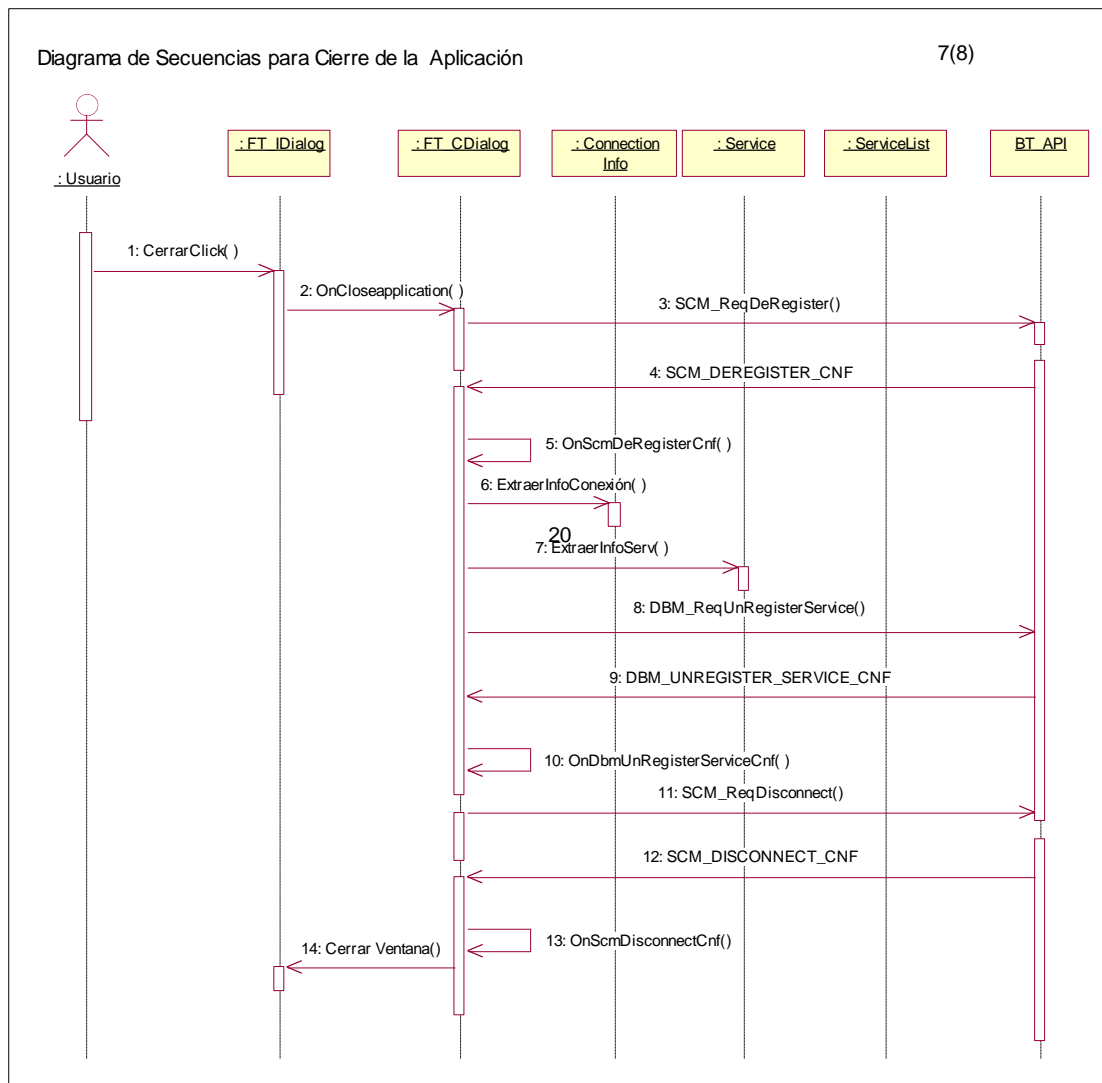 Diagrama de Secuencias para Cierre de la Aplicación
7(8)
: Usuario
: FT_IDialog
: FT_CDialog
: Connection
Info
: Service
: ServiceList
BT_API
1: CerrarClick( )
2: OnCloseapplication( )
3: SCM_ReqDeRegister()
4: SCM_DEREGISTER_CNF
5: OnScmDeRegisterCnf( )
6: ExtraerInfoConexión( )
20
7: ExtraerInfoServ( )
8: DBM_ReqUnRegisterService()
9: DBM_UNREGISTER_SERVICE_CNF
10: OnDbmUnRegisterServiceCnf( )
11: SCM_ReqDisconnect()
12: SCM_DISCONNECT_CNF
13: OnScmDisconnectCnf()
14: Cerrar Ventana()